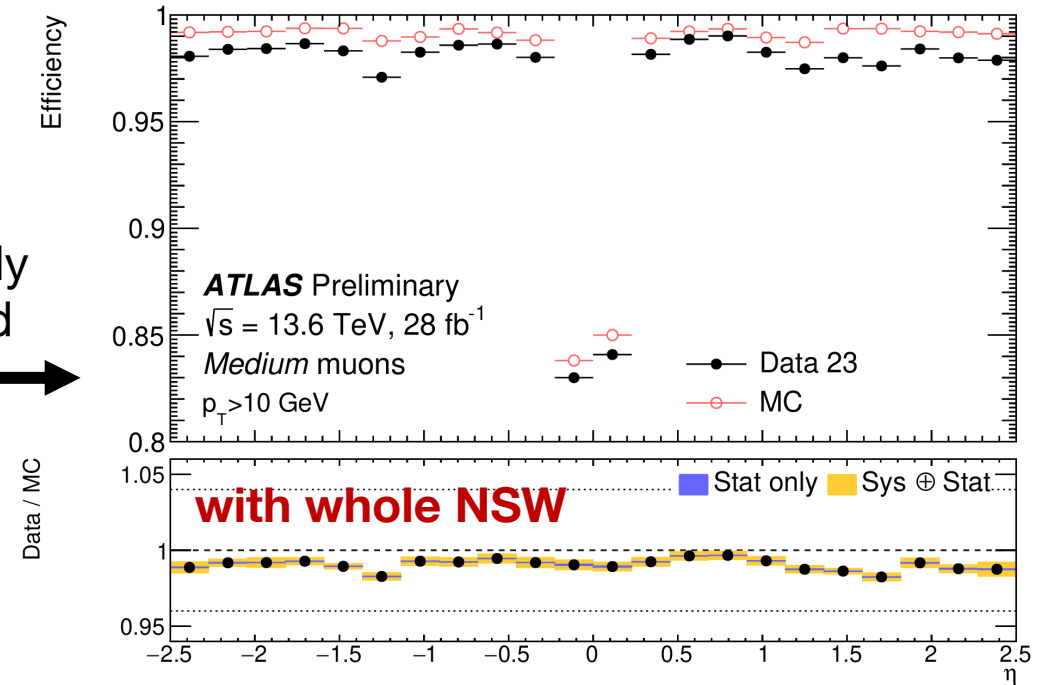 ly
d
Efficiency
1
0.95
0.9
0.85
0.8
ATLAS Preliminary
√s = 13.6 TeV, 28 fb⁻¹
Medium muons
p_T>10 GeV
Data 23
MC
Data / MC
1.05
1
0.95
with whole NSW
Stat only
Sys ⊕ Stat
−2.5 −2 −1.5 −1 −0.5 0 0.5 1 1.5 2 2.5
η